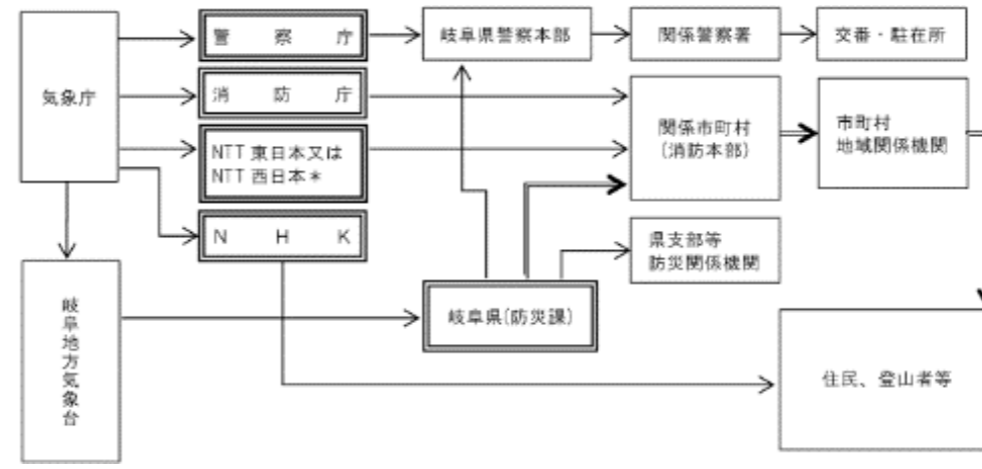 気象庁
警 察 庁
岐阜県警察本部
関係警察署
交番・駐在所
消 防 庁
NTT 東日本又は
NTT 西日本*
関係市町村
(消防本部)
市町村
地域関係機関
N H K
県支部等
防災関係機関
岐阜地方気象台
岐阜県(防災課)
住民、登山者等